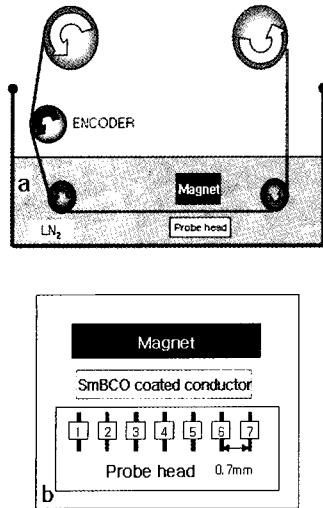 ENCODER
a
Magnet
LN₂
Probe head
Magnet
SmBCO coated conductor
1 2 3 4 5 6 7
Probe head 0.7mm
b